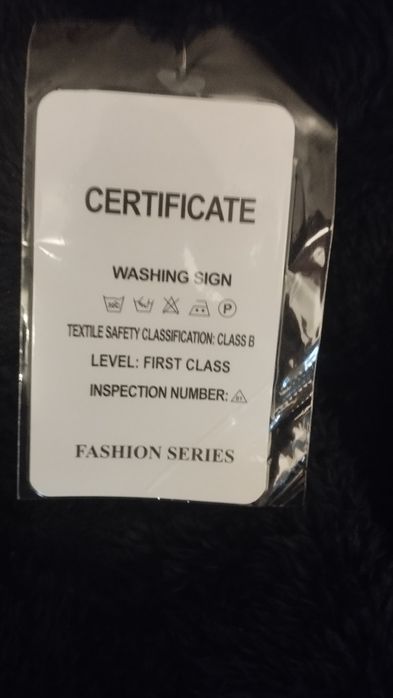 CERTIFICATE
WASHING SIGN
P
TEXTILE SAFETY CLASSIFICATION: CLASS B
LEVEL: FIRST CLASS
INSPECTION NUMBER:
FASHION SERIES